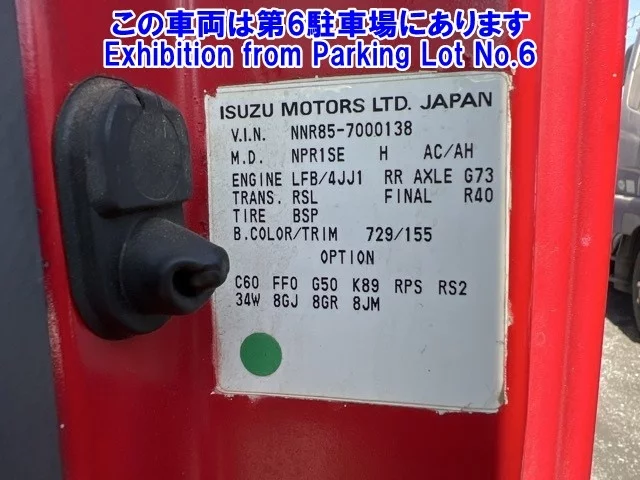 この車両は第6駐車場にあります
Exhibition from Parking Lot No.6
ISUZU MOTORS LTD. JAPAN
V.I.N. NNR85-7000138
M.D. NPR1SE H AC/AH
ENGINE LFB/4JJ1 RR AXLE G73
TRANS. RSL FINAL R40
TIRE BSP
B.COLOR/TRIM 729/155
OPTION
C60 FF0 G50 K89 RPS RS2
34W 8GJ 8GR 8JM